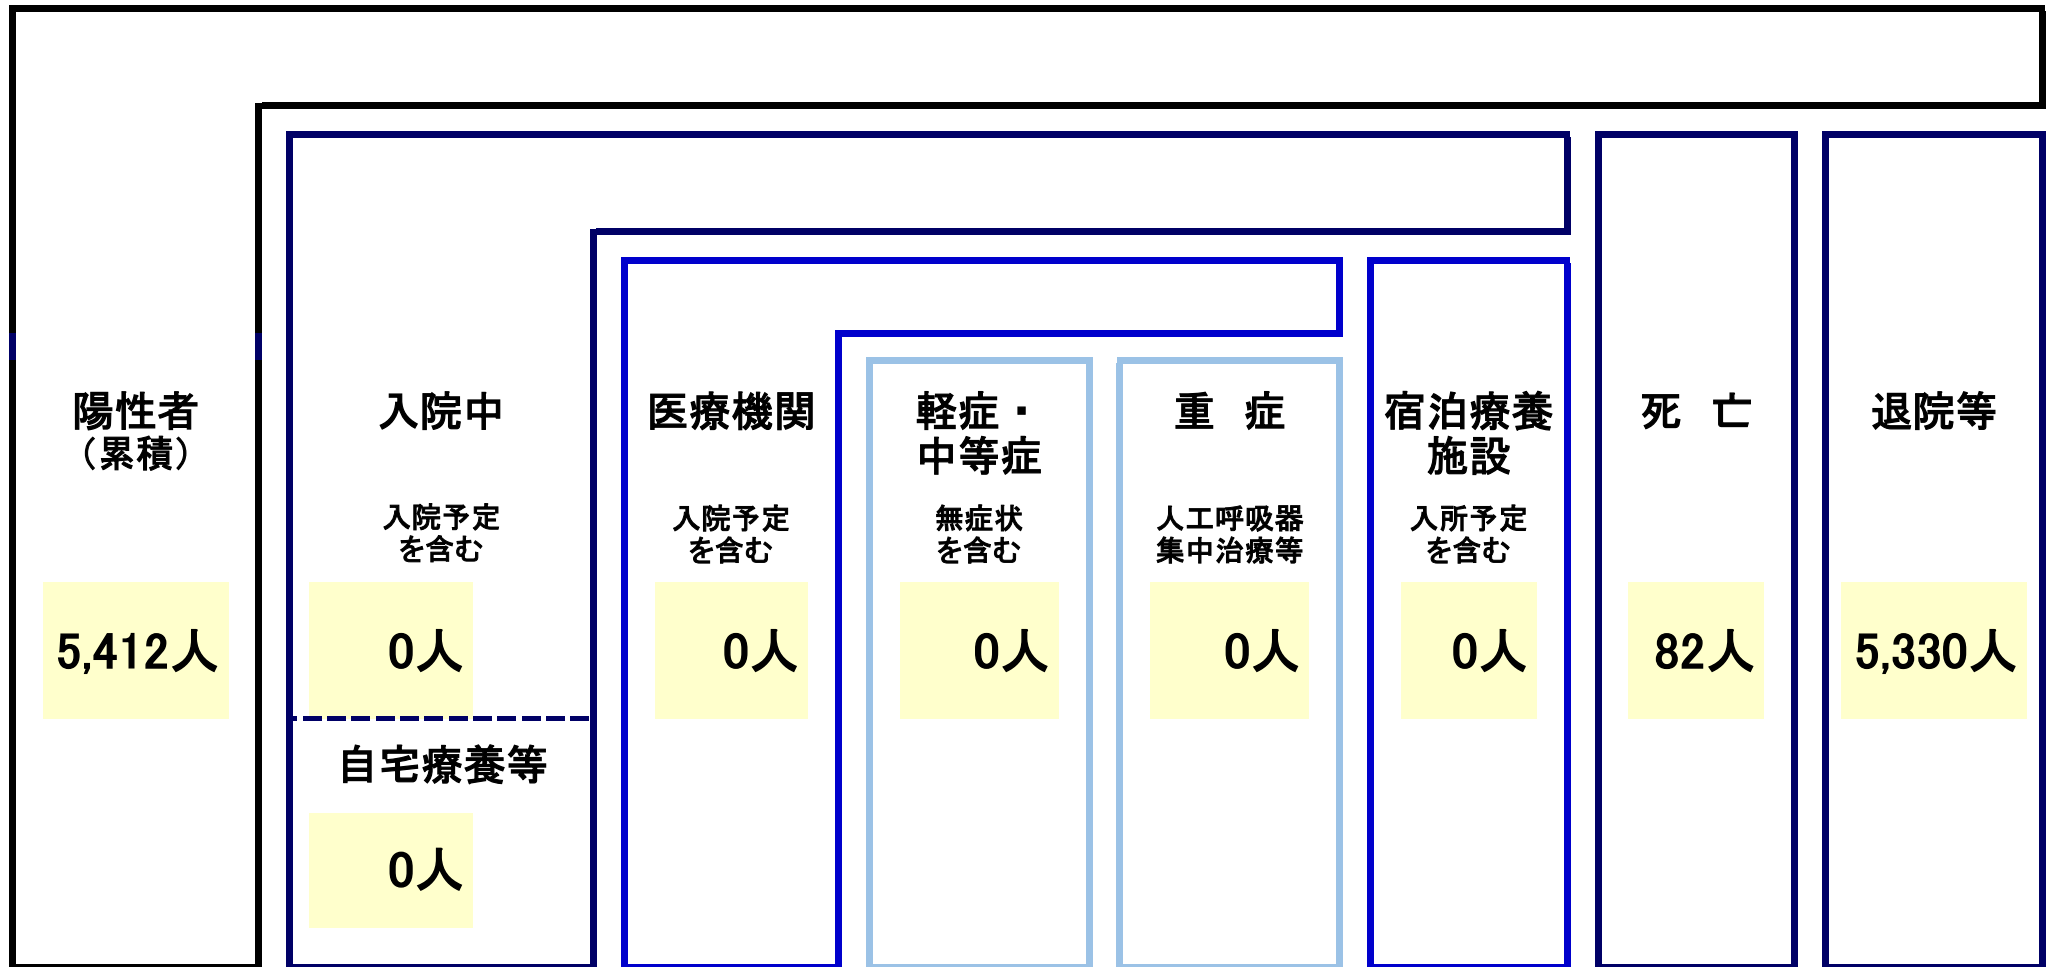 陽性者
（累積）
5,412人
入院中
入院予定
を含む
0人
自宅療養等
0人
医療機関
入院予定
を含む
0人
軽症・
中等症
無症状
を含む
0人
重　症
人工呼吸器
集中治療等
0人
宿泊療養
施設
入所予定
を含む
0人
死　亡
82人
退院等
5,330人